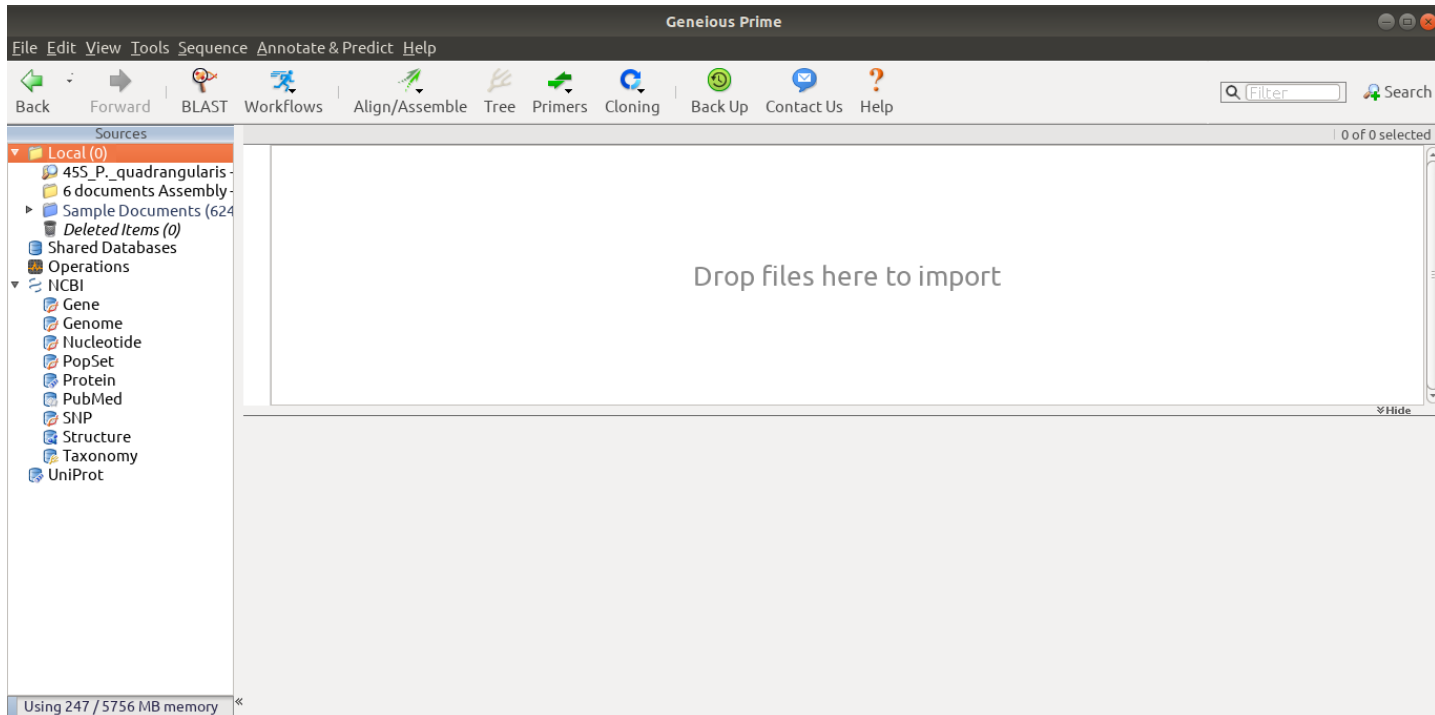 Geneious Prime
File Edit View Tools Sequence Annotate & Predict Help
Back Forward BLAST Workflows Align/Assemble Tree Primers Cloning Back Up Contact Us Help Filter Search
Sources
0 of 0 selected
Local (0)
45S_P._quadrangularis -
6 documents Assembly -
Sample Documents (624
Deleted Items (0)
Shared Databases
Operations
NCBI
Gene
Genome
Nucleotide
PopSet
Protein
PubMed
SNP
Structure
Taxonomy
UniProt
Drop files here to import
Hide
Using 247 / 5756 MB memory